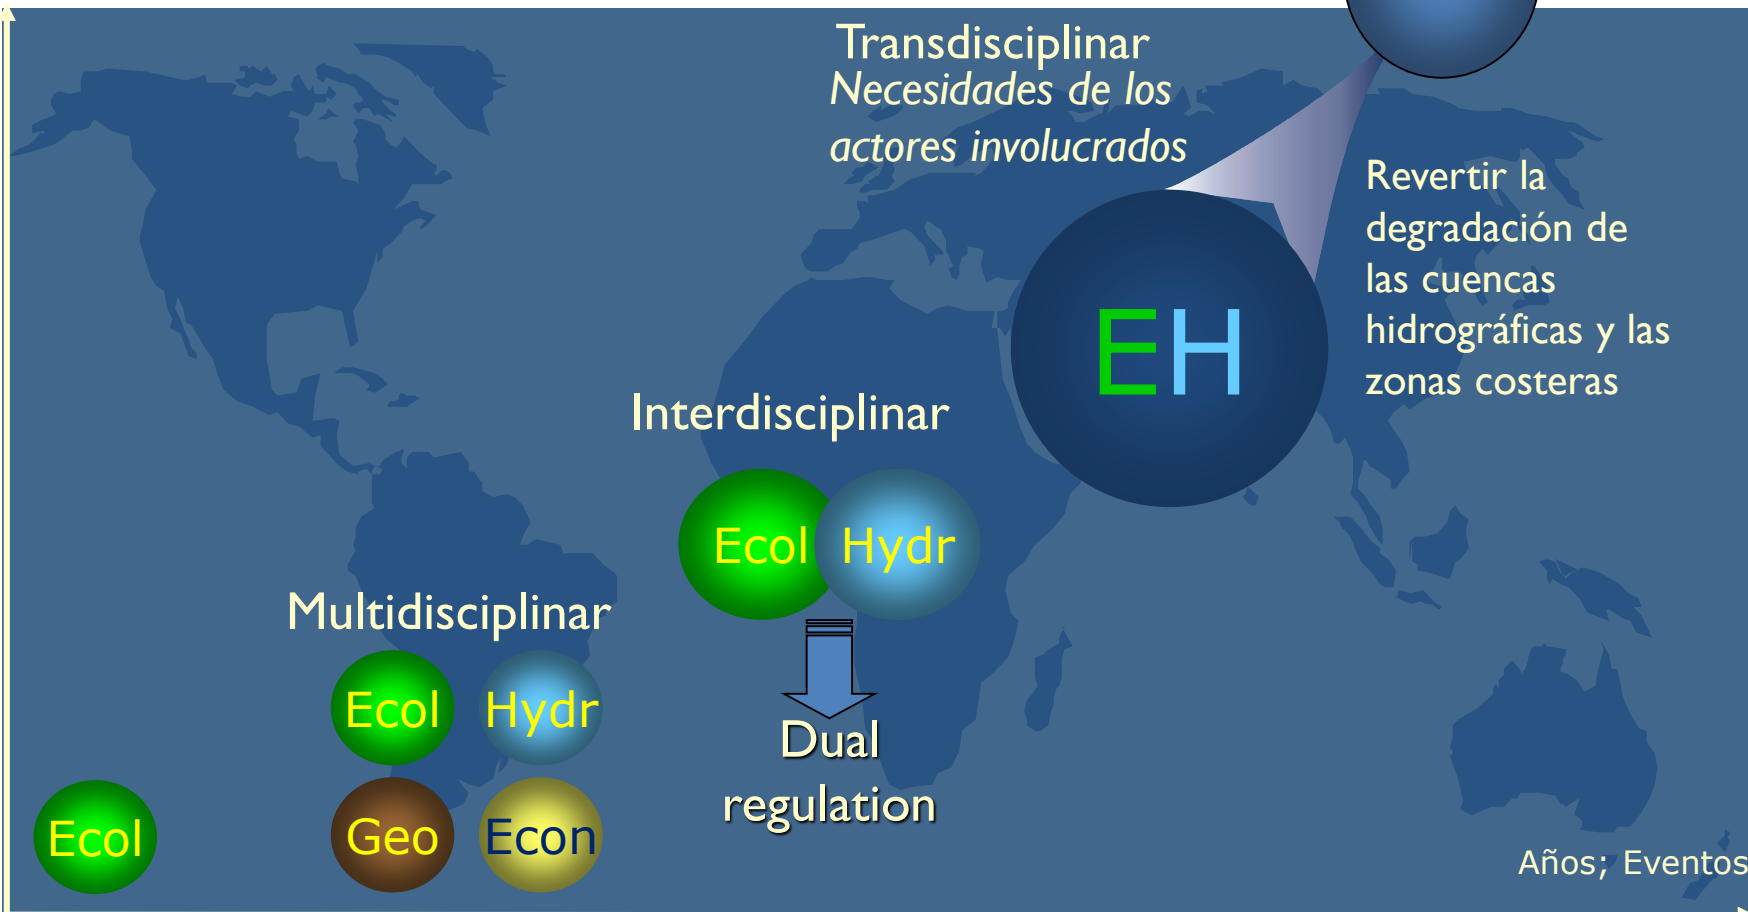 Transdisciplinar
Necesidades de los
actores involucrados
Revertir la
degradación de
las cuencas
hidrográficas y las
zonas costeras
EH
Interdisciplinar
Ecol Hydr
Dual
regulation
Multidisciplinar
Ecol Hydr
Geo Econ
Ecol
Años; Eventos